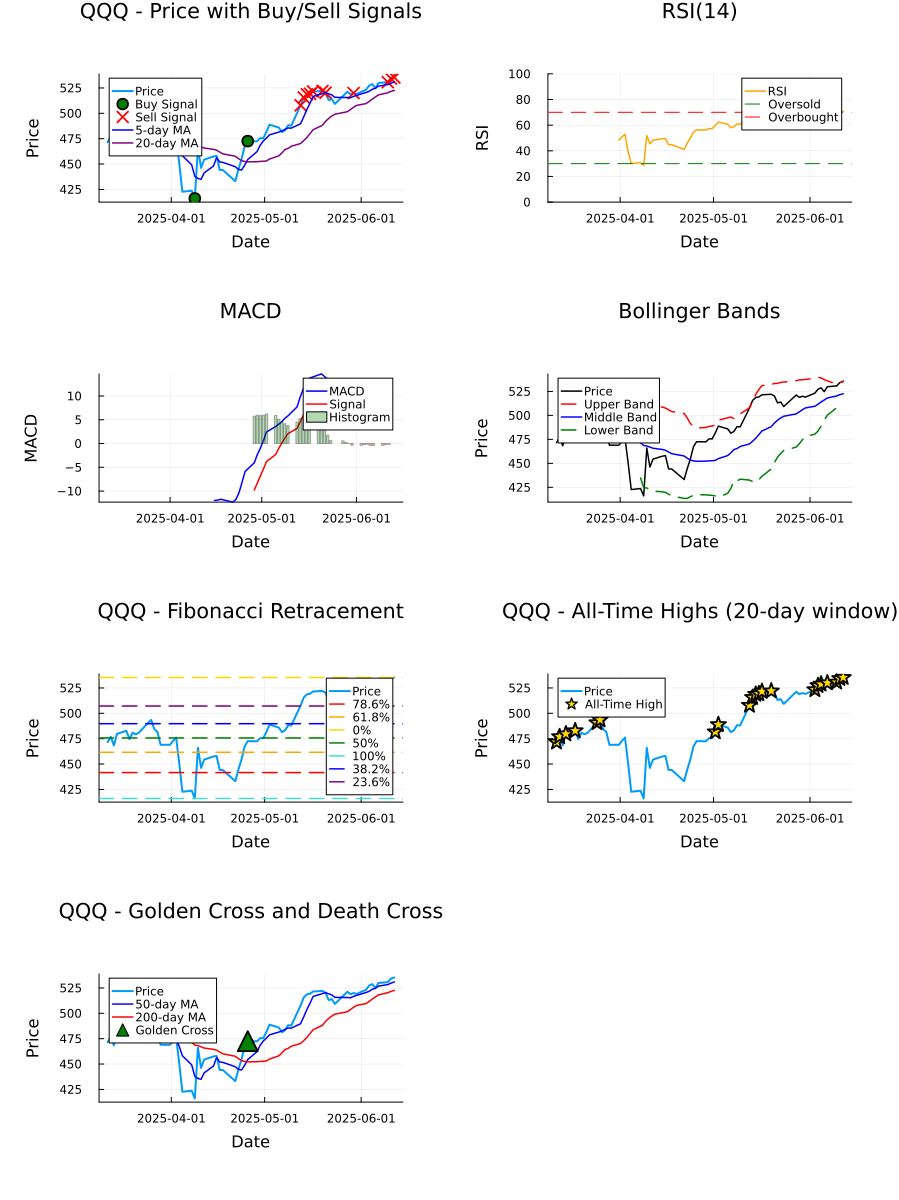 QQQ - Price with Buy/Sell Signals
Price
525
500
475
450
425
Price
Buy Signal
Sell Signal
5-day MA
20-day MA
2025-04-01
2025-05-01
2025-06-01
Date
RSI(14)
RSI
100
80
60
40
20
0
RSI
Oversold
Overbought
2025-04-01
2025-05-01
2025-06-01
Date
MACD
MACD
10
5
0
−5
−10
MACD
Signal
Histogram
2025-04-01
2025-05-01
2025-06-01
Date
Bollinger Bands
Price
525
500
475
450
425
Price
Upper Band
Middle Band
Lower Band
2025-04-01
2025-05-01
2025-06-01
Date
QQQ - Fibonacci Retracement
Price
525
500
475
450
425
Price
78.6%
61.8%
0%
50%
100%
38.2%
23.6%
2025-04-01
2025-05-01
2025-06-01
Date
QQQ - All-Time Highs (20-day window)
Price
525
500
475
450
425
Price
All-Time High
2025-04-01
2025-05-01
2025-06-01
Date
QQQ - Golden Cross and Death Cross
Price
525
500
475
450
425
Price
50-day MA
200-day MA
Golden Cross
2025-04-01
2025-05-01
2025-06-01
Date